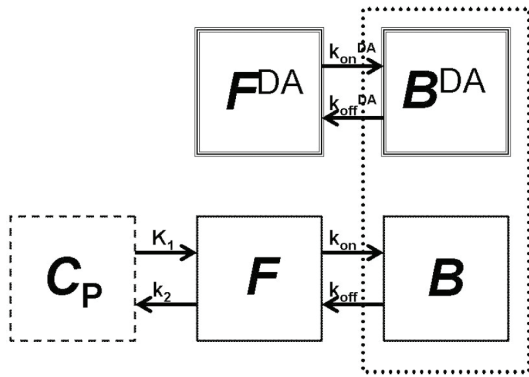 F^DA k_on^DA B^DA
k_off^DA
C_P K_1 F k_on B
k_2 k_off